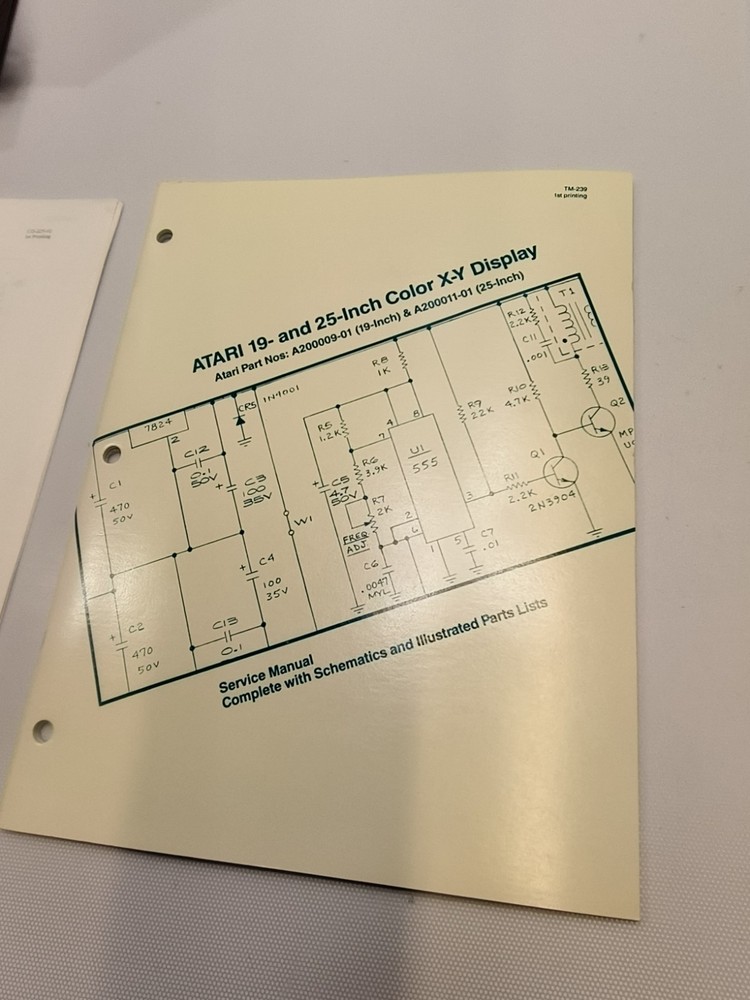 TM-239
1st printing
ATARI 19- and 25-Inch Color X-Y Display
Atari Part Nos: A200009-01 (19-Inch) & A200011-01 (25-Inch)
T1
R12
2.2K
C11
.001
R13
39
Q2
R10
4.7K
R8
1K
R9
22K
1N4001
CR5
7824
2
C12
0.1
50V
C3
100
35V
C1
470
50V
R5
1.2K
4
8
7
U1
555
R6
3.9K
C5
4.7
50V
R7
2K
FREQ
ADJ
2
6
3
R11
2.2K
Q1
2N3904
W1
C6
.0047
MYL
1
5
C7
.01
C4
100
35V
C2
470
50V
C13
0.1
Service Manual
Complete with Schematics and Illustrated Parts Lists